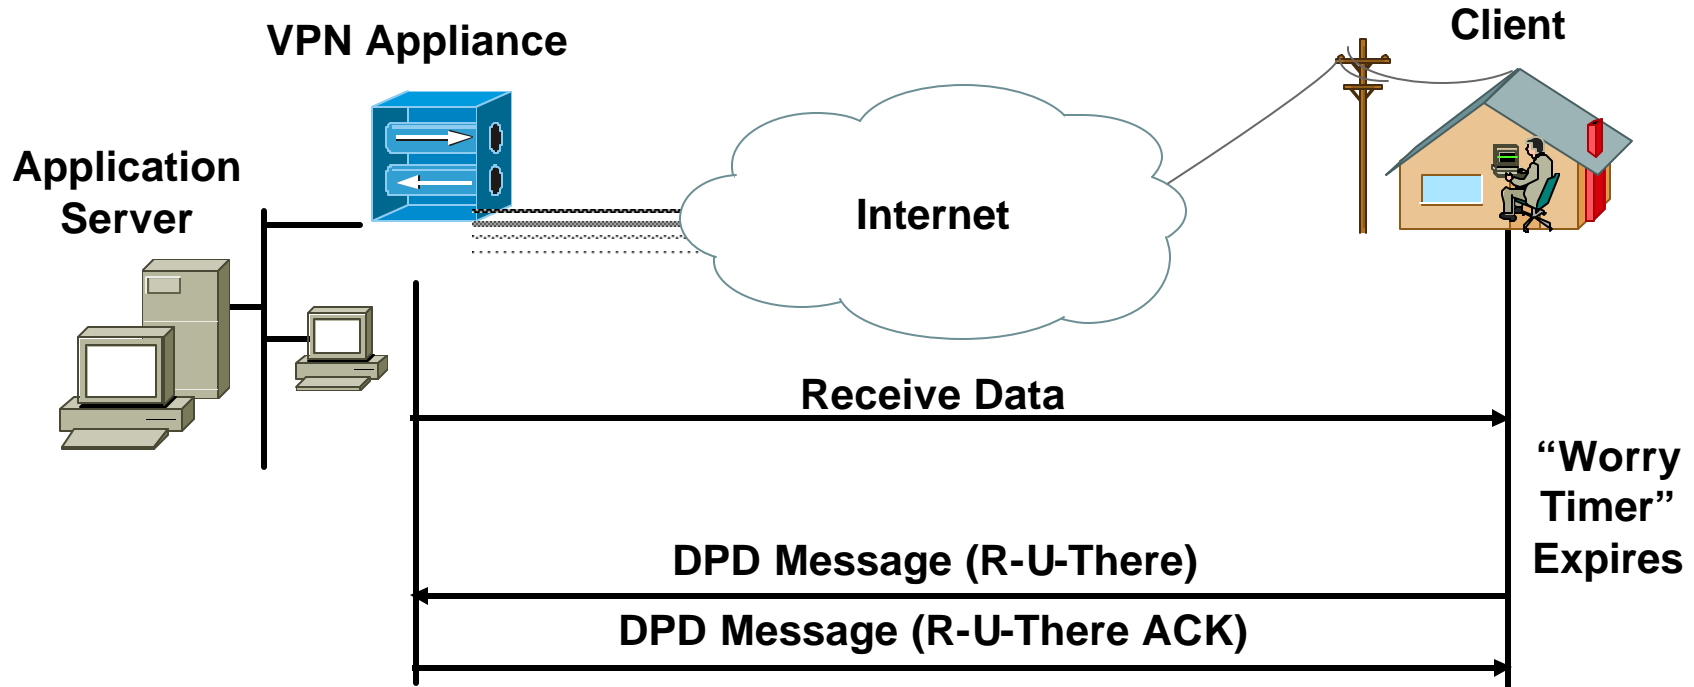 VPN Appliance
Client
Application
Server
Internet
Receive Data
“Worry
Timer”
Expires
DPD Message (R-U-There)
DPD Message (R-U-There ACK)